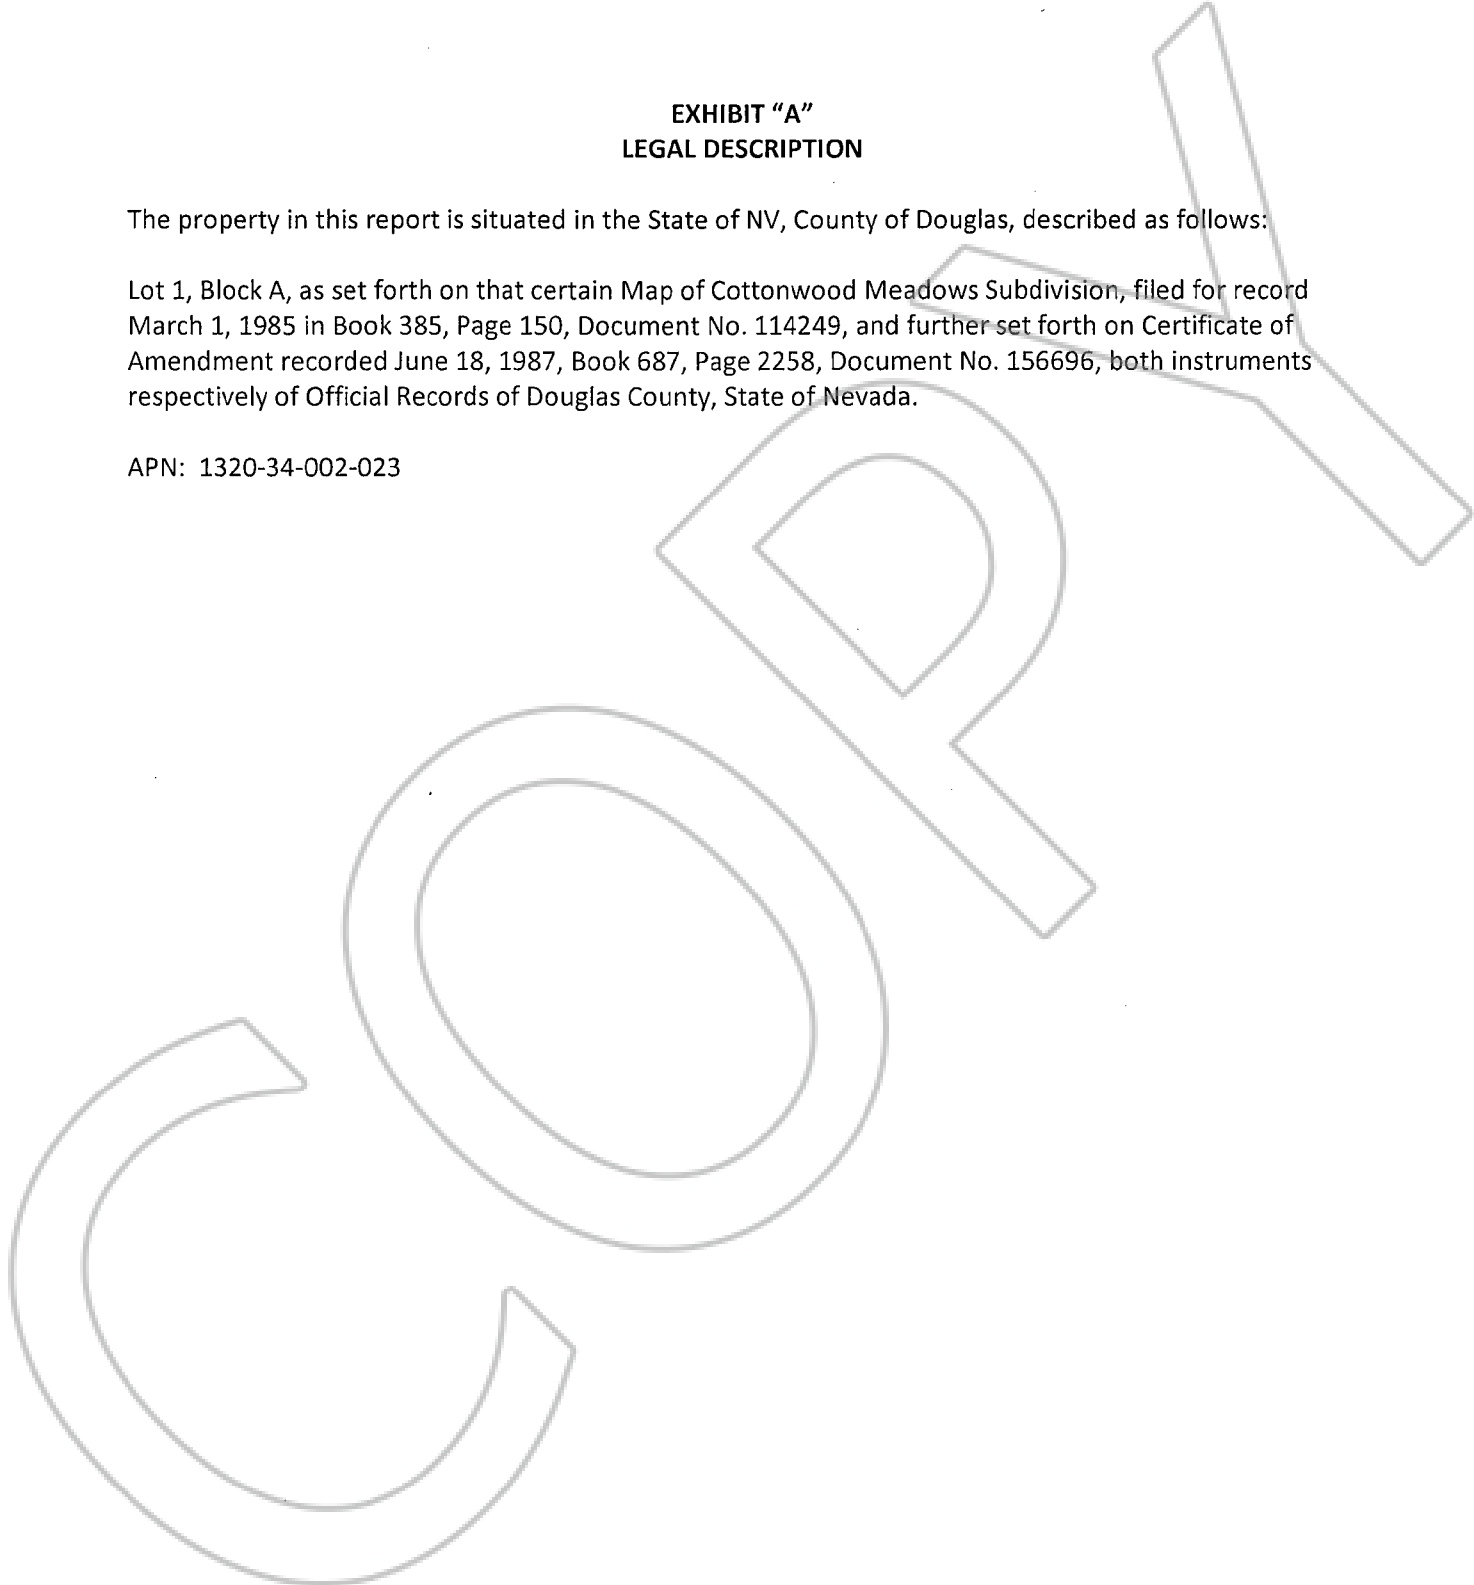 EXHIBIT “A”
LEGAL DESCRIPTION
The property in this report is situated in the State of NV, County of Douglas, described as follows:
Lot 1, Block A, as set forth on that certain Map of Cottonwood Meadows Subdivision, filed for record
March 1, 1985 in Book 385, Page 150, Document No. 114249, and further set forth on Certificate of
Amendment recorded June 18, 1987, Book 687, Page 2258, Document No. 156696, both instruments
respectively of Official Records of Douglas County, State of Nevada.
APN:  1320-34-002-023
COPY